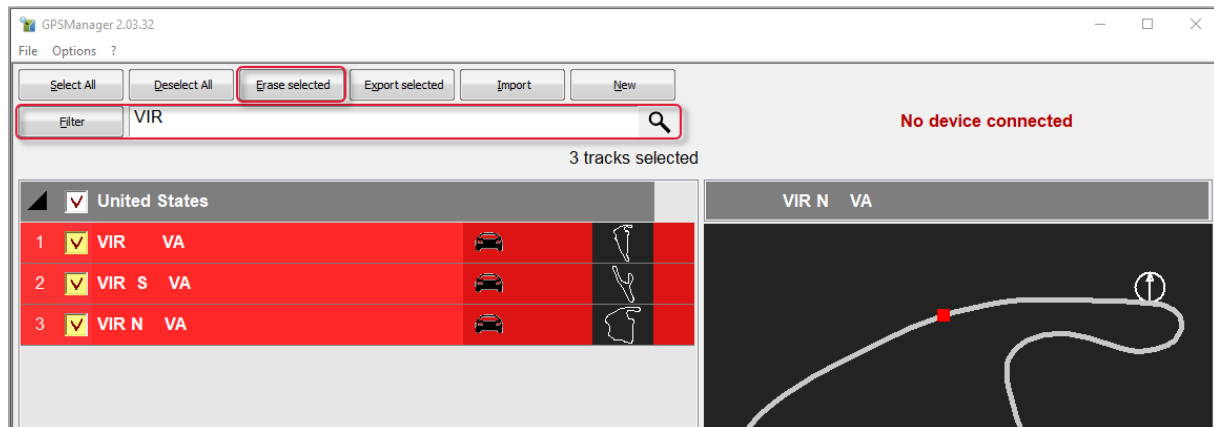 GPSManager 2.03.32
File Options ?
Select All Deselect All Erase selected Export selected Import New
Filter VIR
No device connected
3 tracks selected
United States
VIR N VA
1 VIR VA
2 VIR S VA
3 VIR N VA